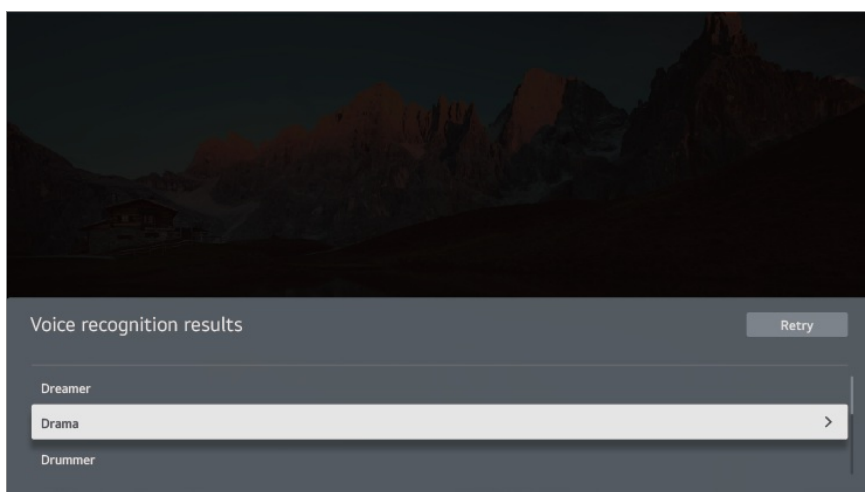 Voice recognition results
Retry
Dreamer
Drama
Drummer